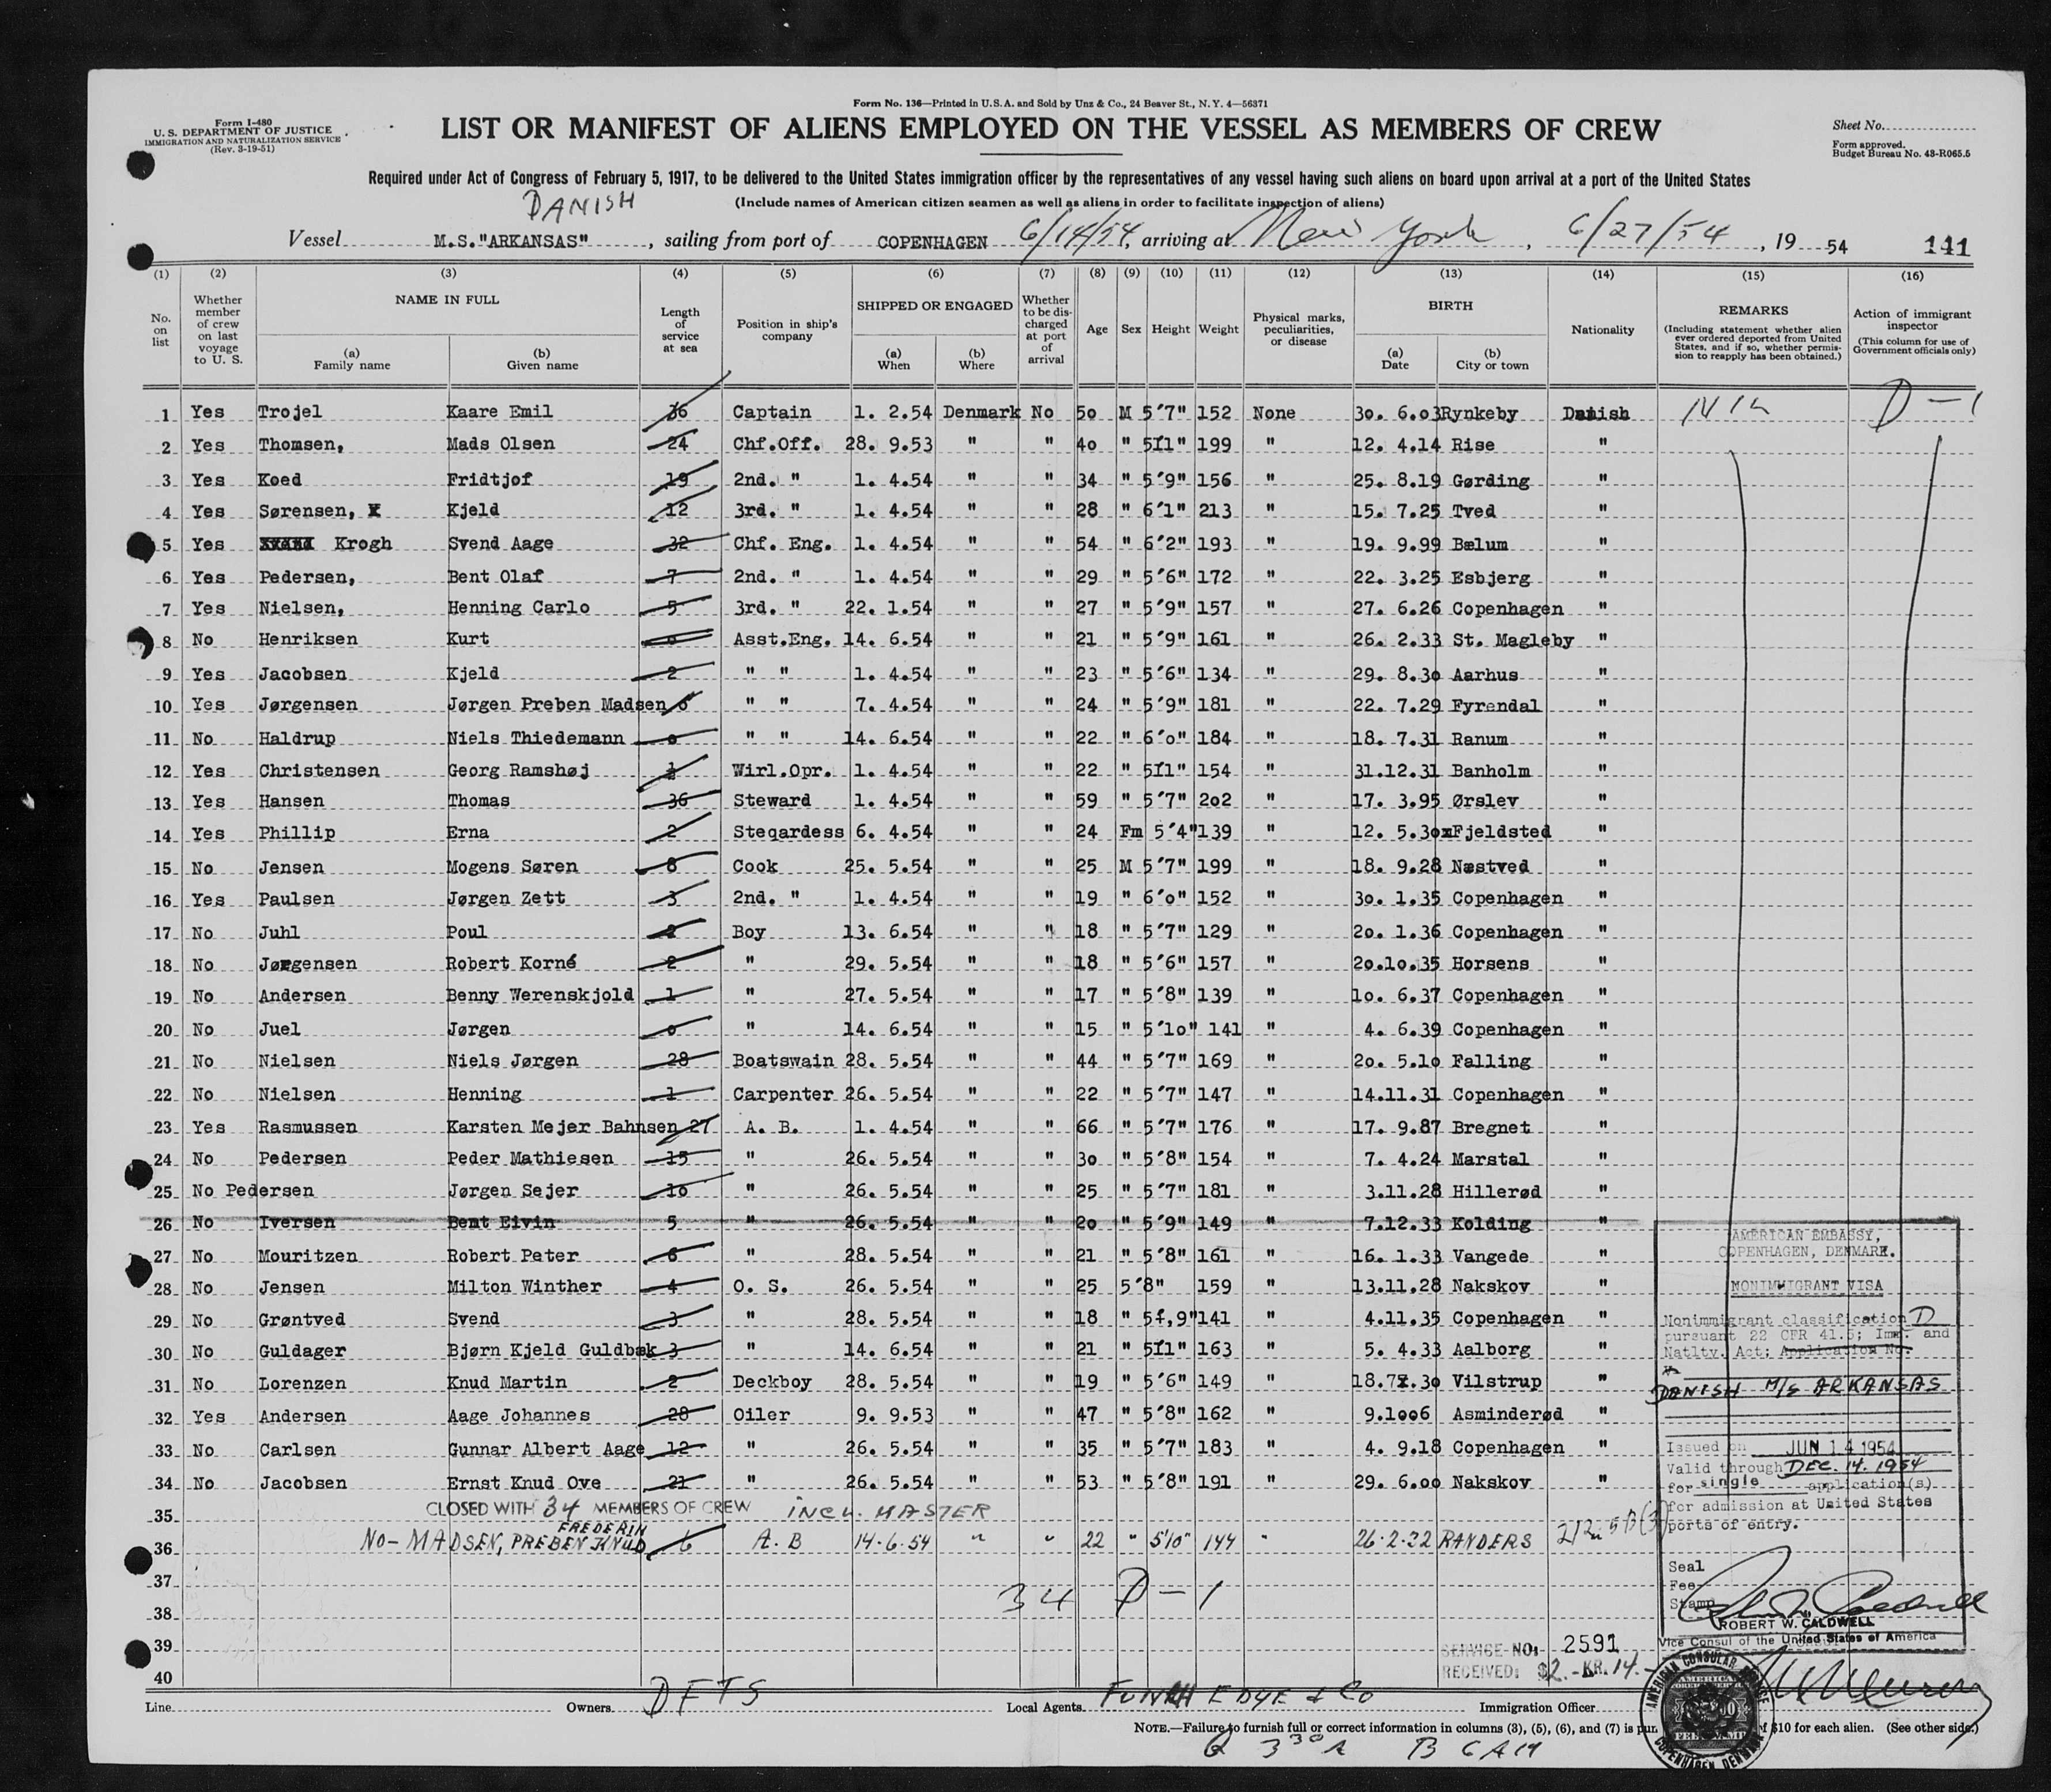 Form No. 136—Printed in U.S.A. and Sold by Unz & Co., 24 Beaver St., N. Y. 4—56371
Form I-480
U. S. DEPARTMENT OF JUSTICE
IMMIGRATION AND NATURALIZATION SERVICE
(Rev. 3-19-51)
LIST OR MANIFEST OF ALIENS EMPLOYED ON THE VESSEL AS MEMBERS OF CREW
Sheet No.
Form approved.
Budget Bureau No. 43-R065.5
Required under Act of Congress of February 5, 1917, to be delivered to the United States immigration officer by the representatives of any vessel having such aliens on board upon arrival at a port of the United States
(Include names of American citizen seamen as well as aliens in order to facilitate inspection of aliens)
DANISH
Vessel M.S."ARKANSAS", sailing from port of COPENHAGEN 6/14/54, arriving at New York, 6/27/54, 19 54 141
(1) (2) (3) (4) (5) (6) (7) (8) (9) (10) (11) (12) (13) (14) (15) (16)
No. on list
Whether member of crew on last voyage to U. S.
NAME IN FULL
(a) Family name
(b) Given name
Length of service at sea
Position in ship's company
SHIPPED OR ENGAGED
(a) When
(b) Where
Whether to be discharged at port of arrival
Age Sex Height Weight
Physical marks, peculiarities, or disease
BIRTH
(a) Date
(b) City or town
Nationality
REMARKS
(Including statement whether alien ever ordered deported from United States, and if so, whether permission to reapply has been obtained.)
Action of immigrant inspector
(This column for use of Government officials only)
1 Yes Trojel Kaare Emil 36 Captain 1. 2.54 Denmark No 50 M 5'7" 152 None 30. 6.03 Rynkeby Danish D-1
2 Yes Thomsen, Mads Olsen 24 Chf.Off. 28. 9.53 " " 40 " 511" 199 " 12. 4.14 Rise "
3 Yes Koed Fridtjof 19 2nd. " 1. 4.54 " " 34 " 5'9" 156 " 25. 8.19 Gørding "
4 Yes Sørensen, Kjeld 12 3rd. " 1. 4.54 " " 28 " 6'1" 213 " 15. 7.25 Tved "
5 Yes Krogh Svend Aage 32 Chf. Eng. 1. 4.54 " " 54 " 6'2" 193 " 19. 9.99 Bælum "
6 Yes Pedersen, Bent Olaf 7 2nd. " 1. 4.54 " " 29 " 5'6" 172 " 22. 3.25 Esbjerg "
7 Yes Nielsen, Henning Carlo 5 3rd. " 22. 1.54 " " 27 " 5'9" 157 " 27. 6.26 Copenhagen "
8 No Henriksen Kurt o Asst.Eng. 14. 6.54 " " 21 " 5'9" 161 " 26. 2.33 St. Magleby "
9 Yes Jacobsen Kjeld 2 " " 1. 4.54 " " 23 " 5'6" 134 " 29. 8.30 Aarhus "
10 Yes Jørgensen Jørgen Preben Madsen " " 7. 4.54 " " 24 " 5'9" 181 " 22. 7.29 Fyrendal "
11 No Haldrup Niels Thiedemann o " " 14. 6.54 " " 22 " 6'o" 184 " 18. 7.31 Ranum "
12 Yes Christensen Georg Ramshøj Wirl.Opr. 1. 4.54 " " 22 " 511" 154 " 31.12.31 Banholm "
13 Yes Hansen Thomas 36 Steward 1. 4.54 " " 59 " 5'7" 202 " 17. 3.95 Ørslev "
14 Yes Phillip Erna 2 Steqardess 6. 4.54 " " 24 Fm 5'4" 139 " 12. 5.30xFjeldsted "
15 No Jensen Mogens Søren 8 Cook 25. 5.54 " " 25 M 5'7" 199 " 18. 9.28 Næstved "
16 Yes Paulsen Jørgen Zett 3 2nd. " 1. 4.54 " " 19 " 6'o" 152 " 30. 1.35 Copenhagen "
17 No Juhl Poul 2 Boy 13. 6.54 " " 18 " 5'7" 129 " 20. 1.36 Copenhagen "
18 No Jørgensen Robert Korné 2 " 29. 5.54 " " 18 " 5'6" 157 " 20.10.35 Horsens "
19 No Andersen Benny Werenskjold 1 " 27. 5.54 " " 17 " 5'8" 139 " 10. 6.37 Copenhagen "
20 No Juel Jørgen o " 14. 6.54 " " 15 " 5'10" 141 " 4. 6.39 Copenhagen "
21 No Nielsen Niels Jørgen 28 Boatswain 28. 5.54 " " 44 " 5'7" 169 " 20. 5.10 Falling "
22 No Nielsen Henning 1 Carpenter 26. 5.54 " " 22 " 5'7" 147 " 14.11.31 Copenhagen "
23 Yes Rasmussen Karsten Mejer Bahnsen 27 A. B. 1. 4.54 " " 66 " 5'7" 176 " 17. 9.87 Bregnet "
24 No Pedersen Peder Mathiesen 15 " 26. 5.54 " " 30 " 5'8" 154 " 7. 4.24 Marstal "
25 No Pedersen Jørgen Sejer 10 " 26. 5.54 " " 25 " 5'7" 181 " 3.11.28 Hillerød "
26 No Iversen Bent Eivin 5 " 26. 5.54 " " 20 " 5'9" 149 " 7.12.33 Kolding "
27 No Mouritzen Robert Peter 6 " 28. 5.54 " " 21 " 5'8" 161 " 16. 1.33 Vangede "
28 No Jensen Milton Winther 4 O. S. 26. 5.54 " " 25 5'8" 159 " 13.11.28 Nakskov "
29 No Grøntved Svend 3 " 28. 5.54 " " 18 " 5f,9" 141 " 4.11.35 Copenhagen "
30 No Guldager Bjørn Kjeld Guldbæk 3 " 14. 6.54 " " 21 " 511" 163 " 5. 4.33 Aalborg "
31 No Lorenzen Knud Martin 2 Deckboy 28. 5.54 " " 19 " 5'6" 149 " Vilstrup "
32 Yes Andersen Aage Johannes 28 Oiler 9. 9.53 " " 47 " 5'8" 162 " 9.1006 Asminderød "
33 No Carlsen Gunnar Albert Aage 12 " 26. 5.54 " " 35 " 5'7" 183 " 4. 9.18 Copenhagen "
34 No Jacobsen Ernst Knud Ove 21 " 26. 5.54 " " 53 " 5'8" 191 " 29. 6.00 Nakskov "
35 CLOSED WITH 34 MEMBERS OF CREW INCL. MASTER
36 NO- MADSEN, PREBEN KNUD FREDERIK 6 A.B 14.6.54 " " 22 " 5'10" 144 " 26.2.32 RANDERS
37
38 34 D-1
39
40
AMERICAN EMBASSY,
COPENHAGEN, DENMARK.
NONIMMIGRANT VISA
Nonimmigrant classification D
pursuant 22 CFR 41.5; Imm. and
Natlty. Act; Application No.
DANISH M/S ARKANSAS
Issued on JUN 14 1954
Valid through DEC. 14. 1954
for single application(s)
for admission at United States
ports of entry.
Seal
Fee
Stamp
ROBERT W. CALDWELL
Vice Consul of the United States of America
SERVICE NO: 2591
RECEIVED: $2.- KR. 14.-
AMERICAN CONSULAR SERVICE
COPENHAGEN, DENMARK
Line Owners DFTS Local Agents FUNCH EDYE & Co Immigration Officer
NOTE.—Failure to furnish full or correct information in columns (3), (5), (6), and (7) is pun f $10 for each alien. (See other side.)